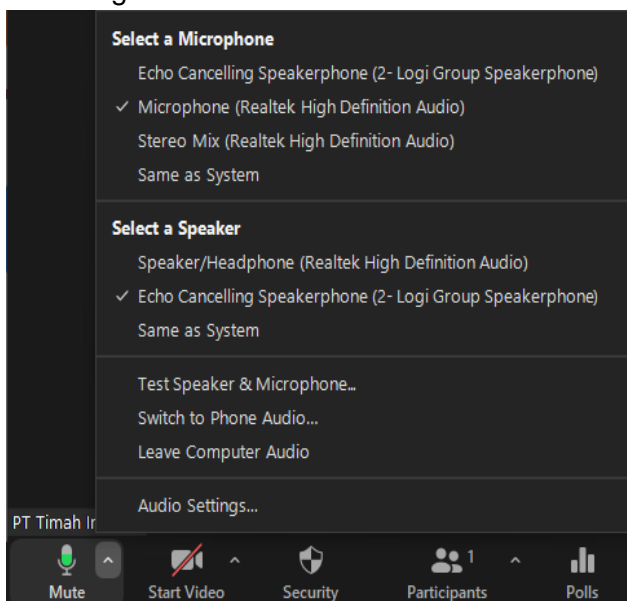 Select a Microphone
Echo Cancelling Speakerphone (2- Logi Group Speakerphone)
✓ Microphone (Realtek High Definition Audio)
Stereo Mix (Realtek High Definition Audio)
Same as System
Select a Speaker
Speaker/Headphone (Realtek High Definition Audio)
✓ Echo Cancelling Speakerphone (2- Logi Group Speakerphone)
Same as System
Test Speaker & Microphone...
Switch to Phone Audio...
Leave Computer Audio
Audio Settings...
PT Timah
1
Mute Start Video Security Participants Polls